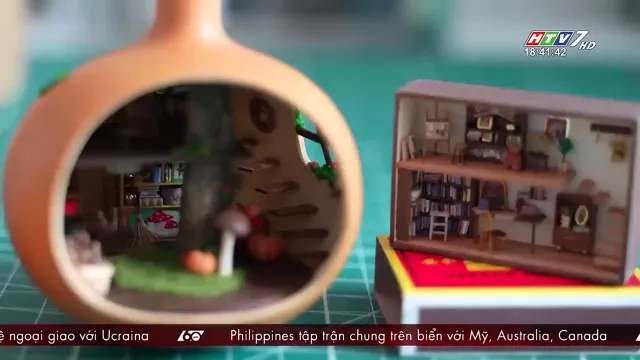 HTV7 HD
18:41:42
ệ ngoại giao với Ucraina 60 Philippines tập trận chung trên biển với Mỹ, Australia, Canada